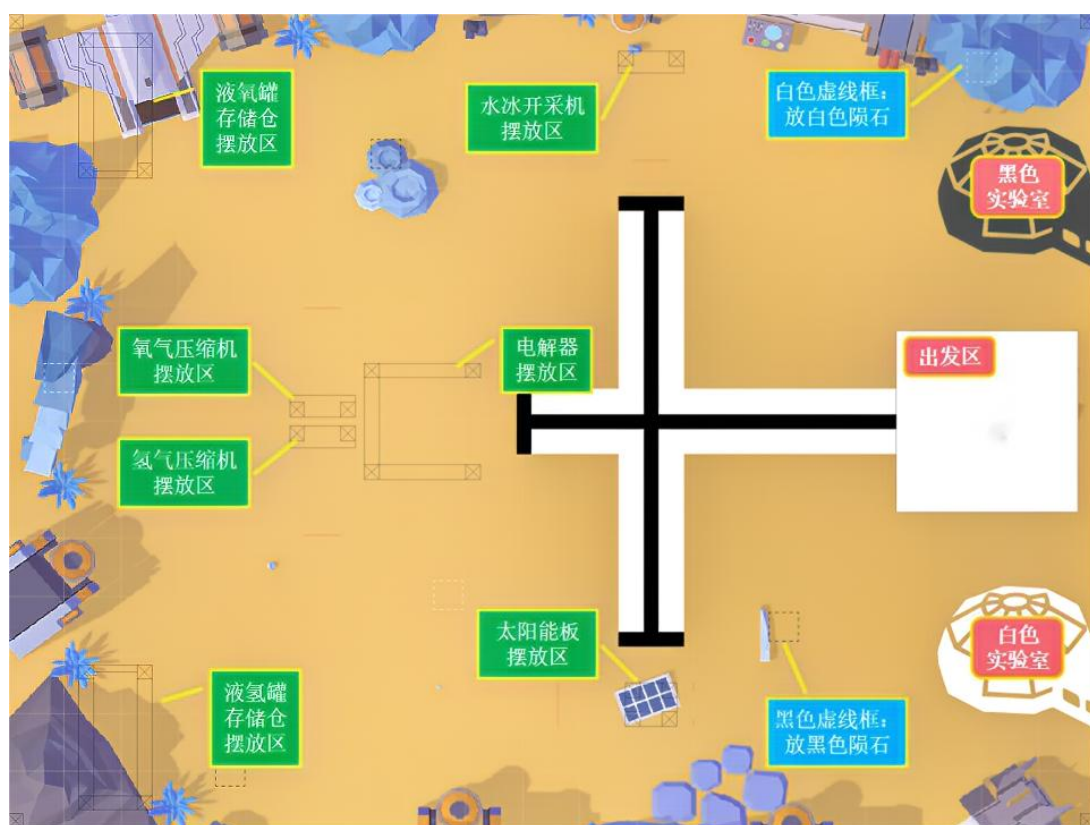 液氧罐
存储仓
摆放区
水冰开采机
摆放区
白色虚线框：
放白色陨石
黑色
实验室
氧气压缩机
摆放区
电解器
摆放区
出发区
氢气压缩机
摆放区
太阳能板
摆放区
白色
实验室
液氢罐
存储仓
摆放区
黑色虚线框：
放黑色陨石